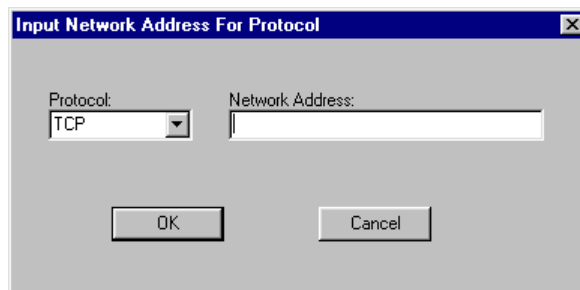 Input Network Address For Protocol
Protocol: Network Address:
TCP
OK Cancel